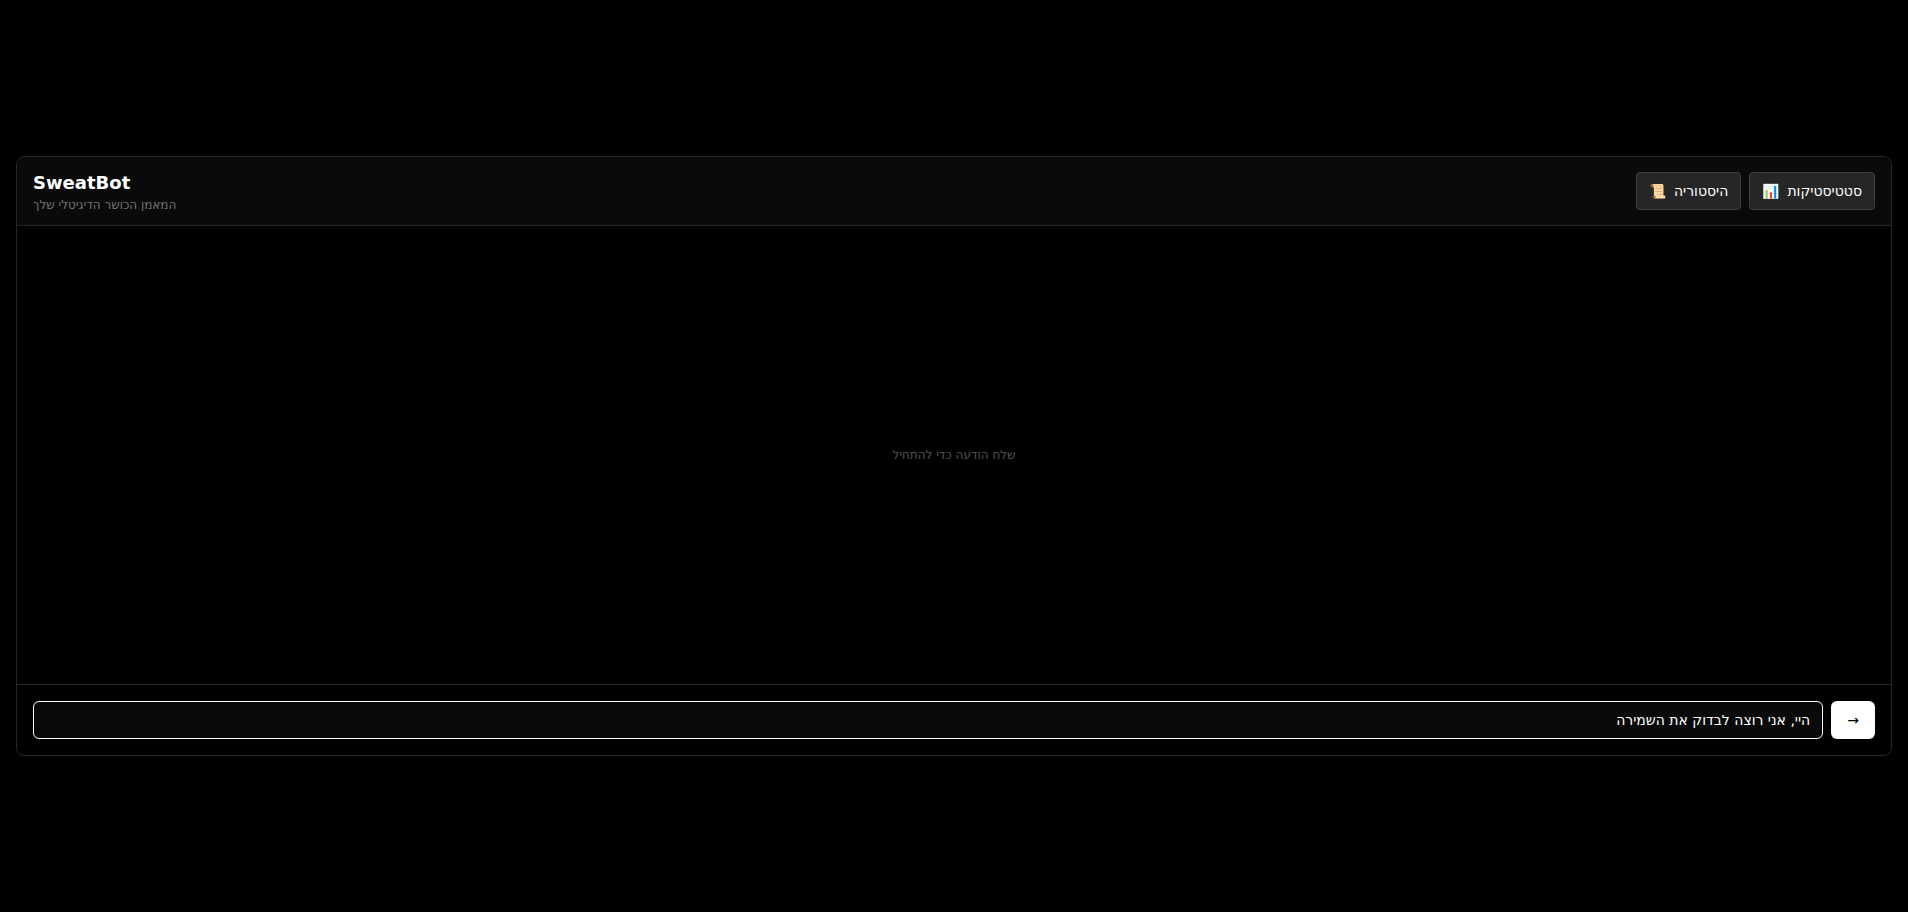 SweatBot
המאמן הכושר הדיגיטלי שלך
סטטיסטיקות 📊
היסטוריה 📜
שלח הודעה כדי להתחיל
היי, אני רוצה לבדוק את השמירה
→